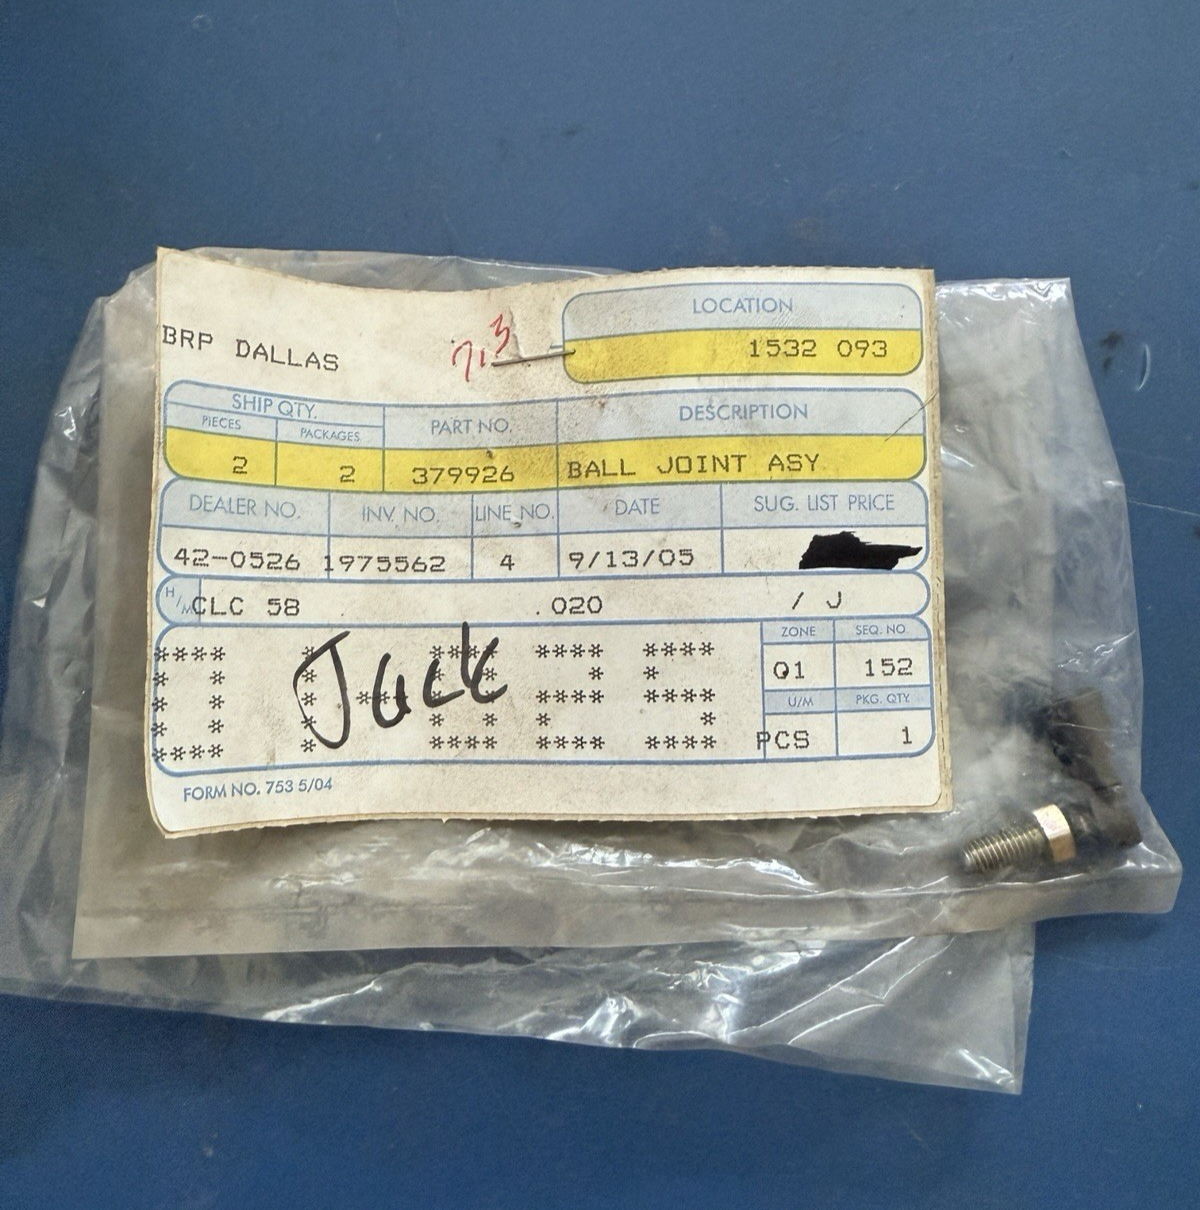 BRP DALLAS
7.3
LOCATION
1532 093
SHIP QTY.
PIECES PACKAGES PART NO. DESCRIPTION
2 2 379926 BALL JOINT ASY
DEALER NO. INV. NO. LINE NO. DATE SUG. LIST PRICE
42-0526 1975562 4 9/13/05
H/M CLC 58 .020 / J
Jack
ZONE SEQ. NO.
Q1 152
U/M PKG. QTY.
PCS 1
FORM NO. 753 5/04